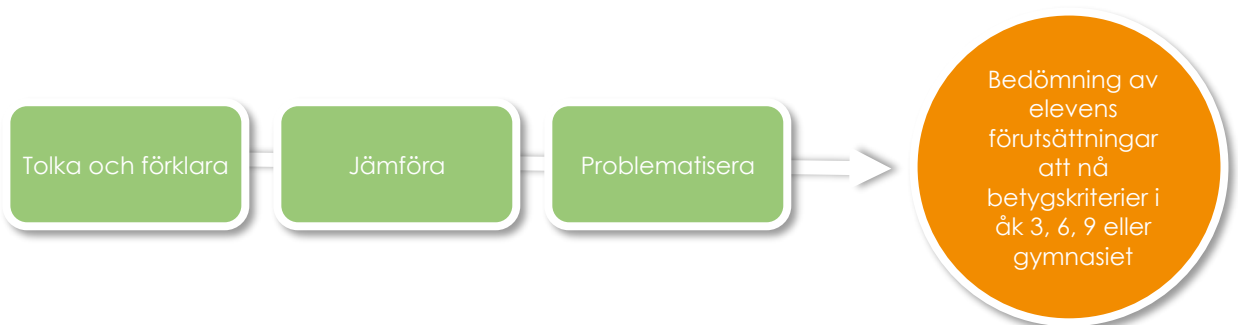 Tolka och förklara
Jämföra
Problematisera
Bedömning av
elevens
förutsättningar
att nå
betygskriterier i
åk 3, 6, 9 eller
gymnasiet